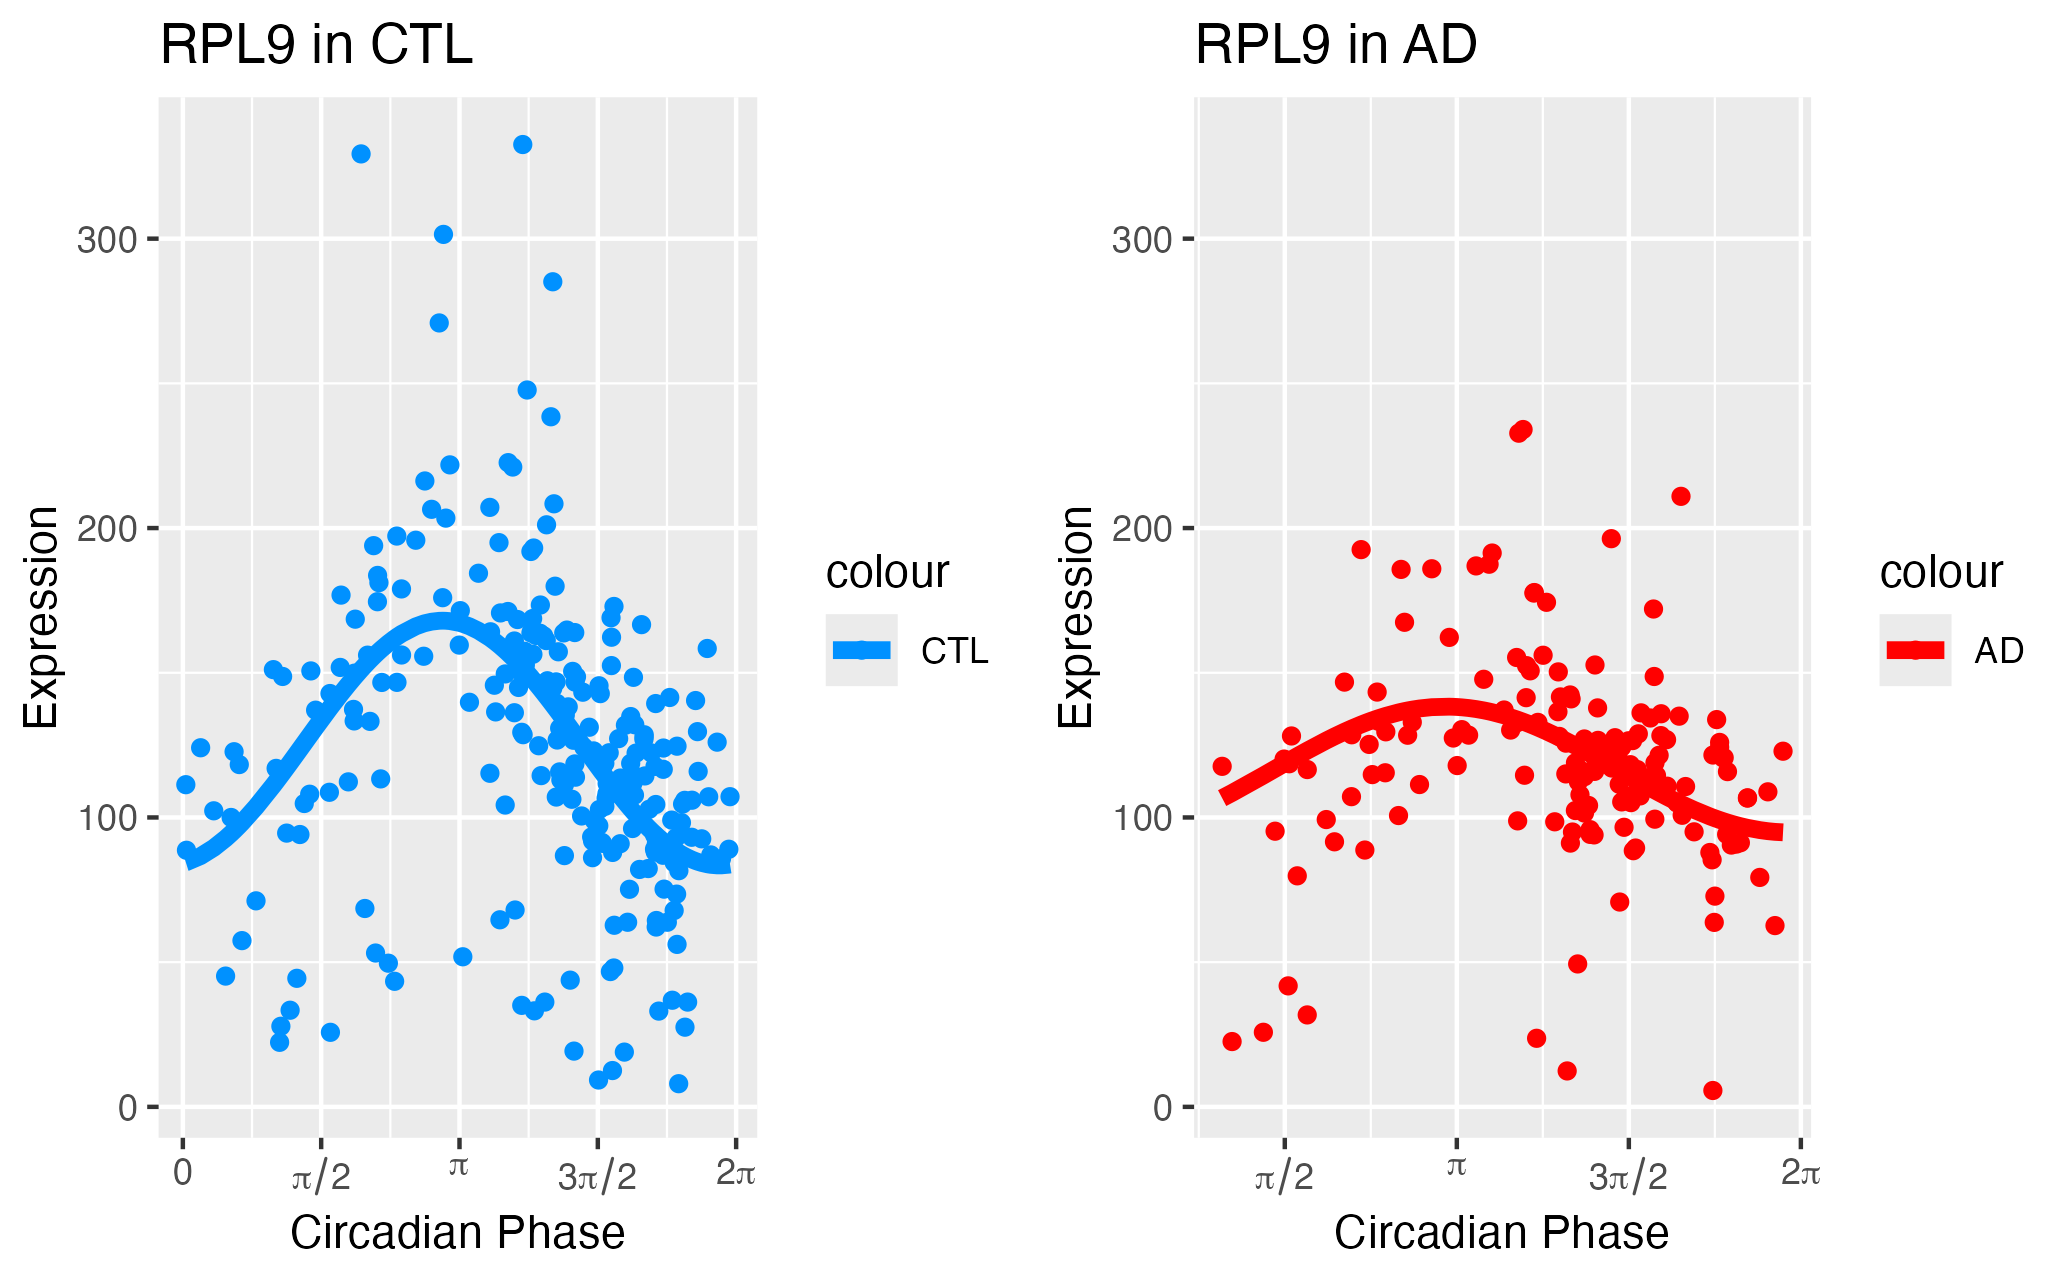 RPL9 in CTL
Expression
300
200
100
0
0 π/2 π 3π/2 2π
Circadian Phase
colour
CTL
RPL9 in AD
Expression
300
200
100
0
π/2 π 3π/2 2π
Circadian Phase
colour
AD